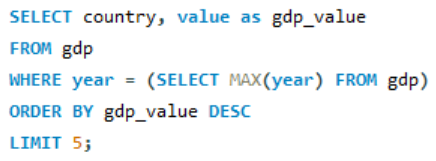 SELECT country, value as gdp_value
FROM gdp
WHERE year = (SELECT MAX(year) FROM gdp)
ORDER BY gdp_value DESC
LIMIT 5;